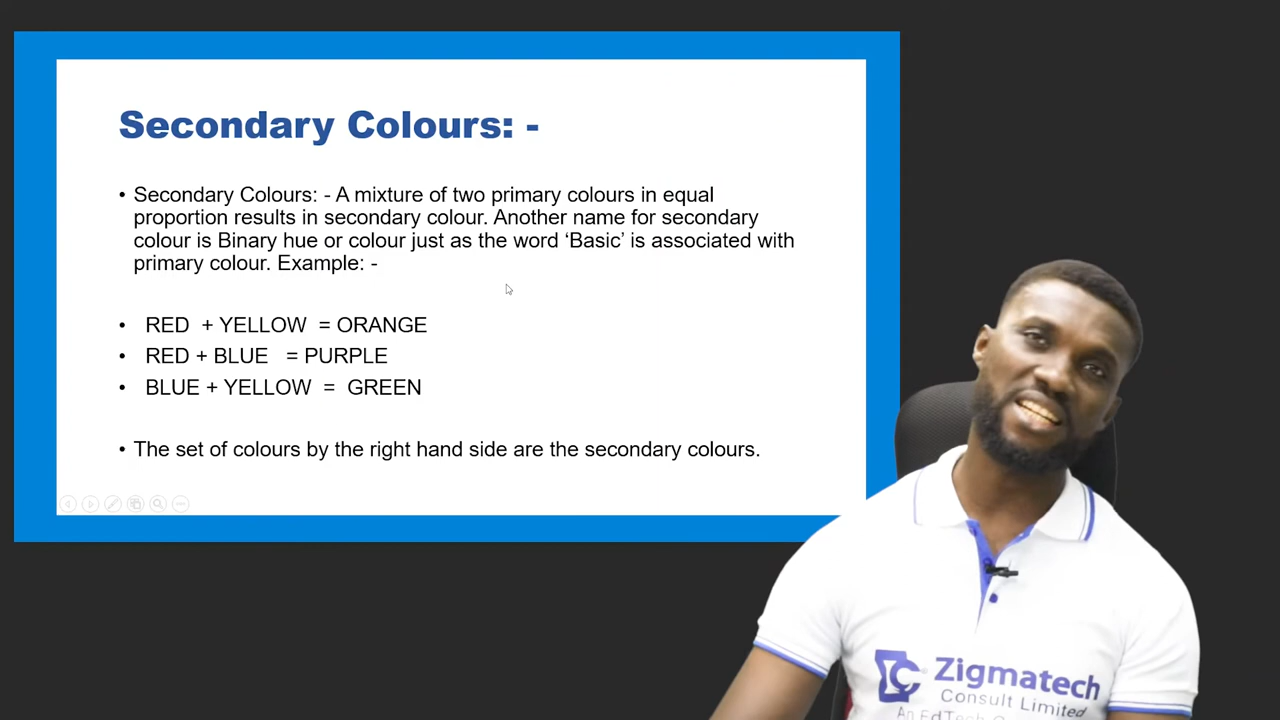 Secondary Colours: -
• Secondary Colours: - A mixture of two primary colours in equal
proportion results in secondary colour. Another name for secondary
colour is Binary hue or colour just as the word ‘Basic’ is associated with
primary colour. Example: -
• RED + YELLOW = ORANGE
• RED + BLUE = PURPLE
• BLUE + YELLOW = GREEN
• The set of colours by the right hand side are the secondary colours.
Zigmatech
Consult Limited
An EdTech